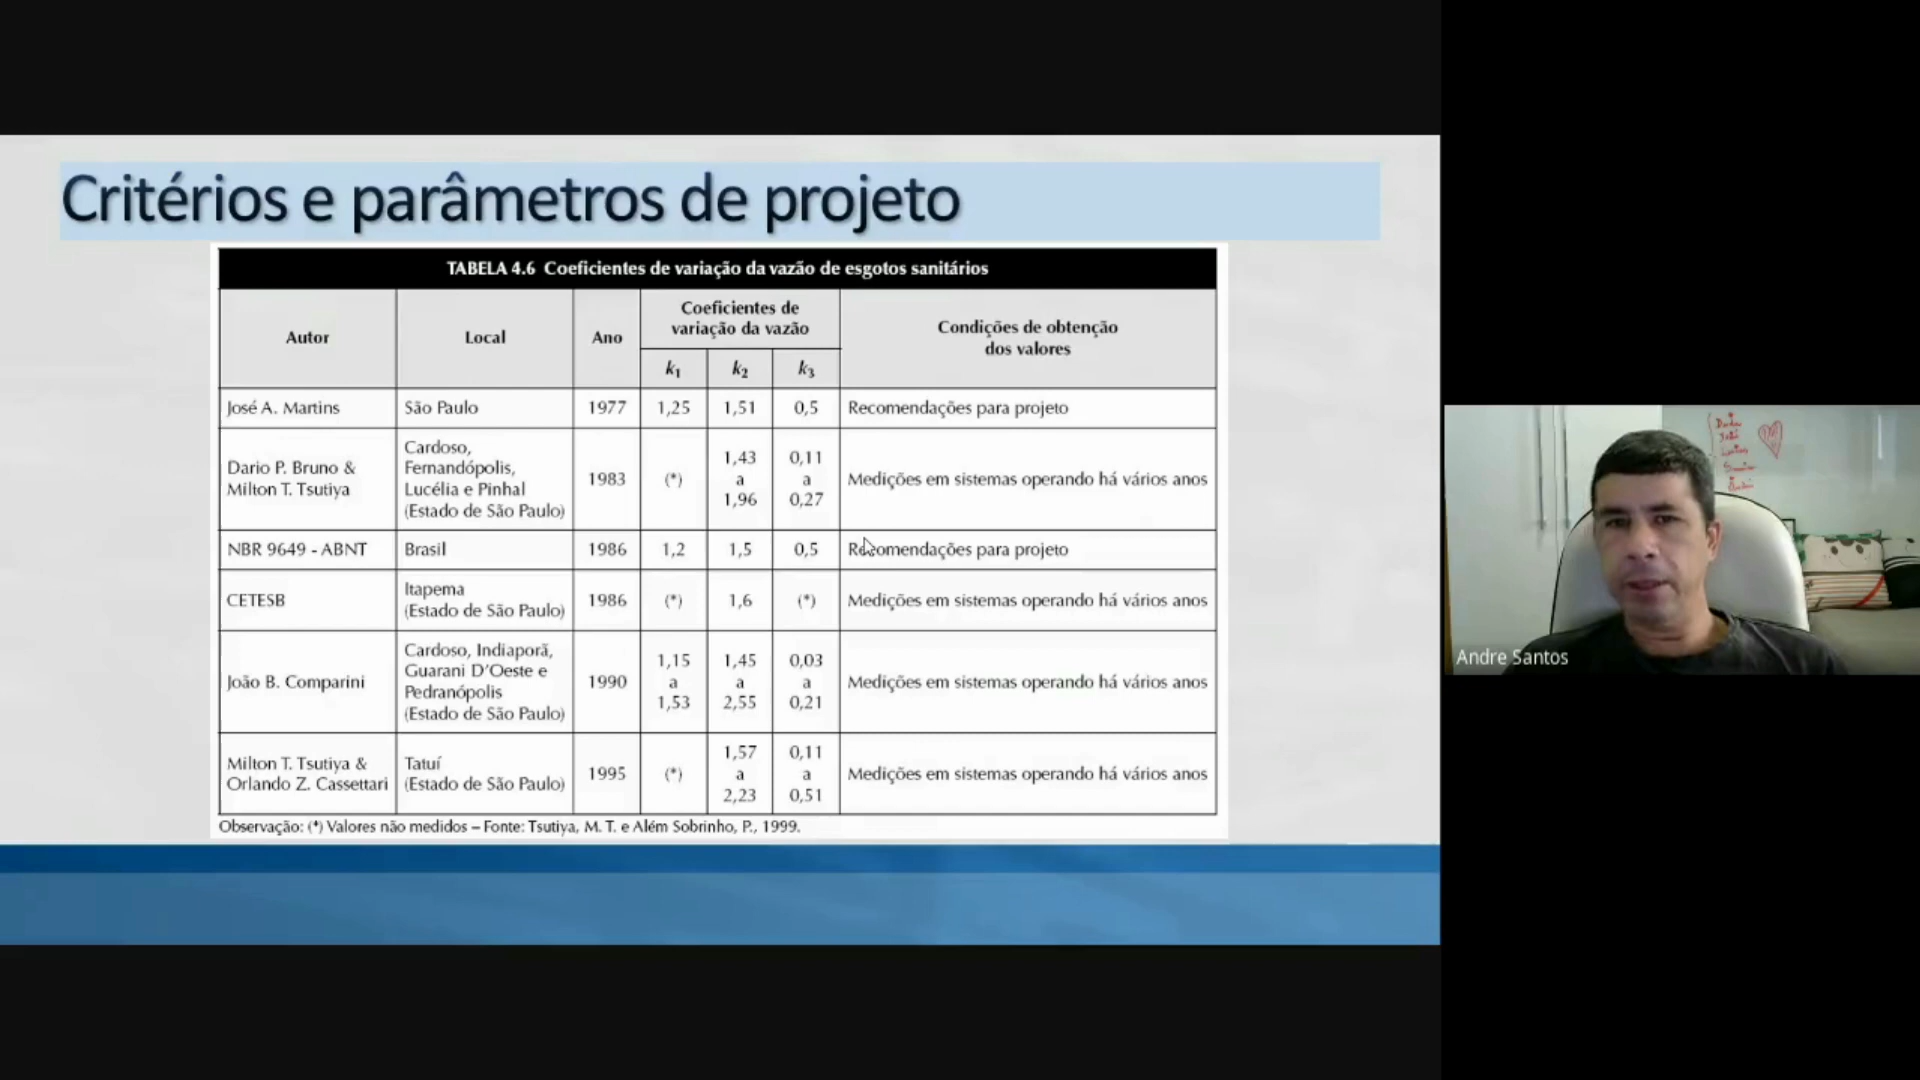 Critérios e parâmetros de projeto
TABELA 4.6 Coeficientes de variação da vazão de esgotos sanitários
Autor
Local
Ano
Coeficientes de
variação da vazão
k₁
k₂
k₃
Condições de obtenção
dos valores
José A. Martins
São Paulo
1977
1,25
1,51
0,5
Recomendações para projeto
Dario P. Bruno &
Milton T. Tsutiya
Cardoso,
Fernandópolis,
Lucélia e Pinhal
(Estado de São Paulo)
1983
(*)
1,43
a
1,96
0,11
a
0,27
Medições em sistemas operando há vários anos
NBR 9649 - ABNT
Brasil
1986
1,2
1,5
0,5
Recomendações para projeto
CETESB
Itapema
(Estado de São Paulo)
1986
(*)
1,6
(*)
Medições em sistemas operando há vários anos
João B. Comparini
Cardoso, Indiaporã,
Guarani D'Oeste e
Pedranópolis
(Estado de São Paulo)
1990
1,15
a
1,53
1,45
a
2,55
0,03
a
0,21
Medições em sistemas operando há vários anos
Milton T. Tsutiya &
Orlando Z. Cassettari
Tatuí
(Estado de São Paulo)
1995
(*)
1,57
a
2,23
0,11
a
0,51
Medições em sistemas operando há vários anos
Observação: (*) Valores não medidos – Fonte: Tsutiya, M. T. e Além Sobrinho, P., 1999.
Andre Santos